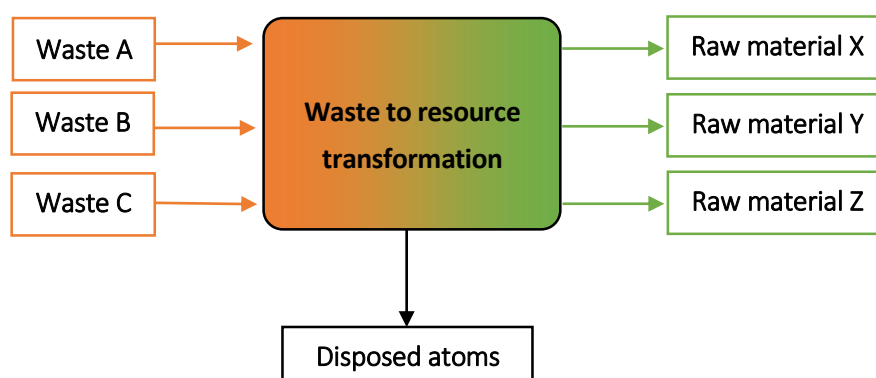 Waste A
Waste B
Waste C
Waste to resource
transformation
Raw material X
Raw material Y
Raw material Z
Disposed atoms